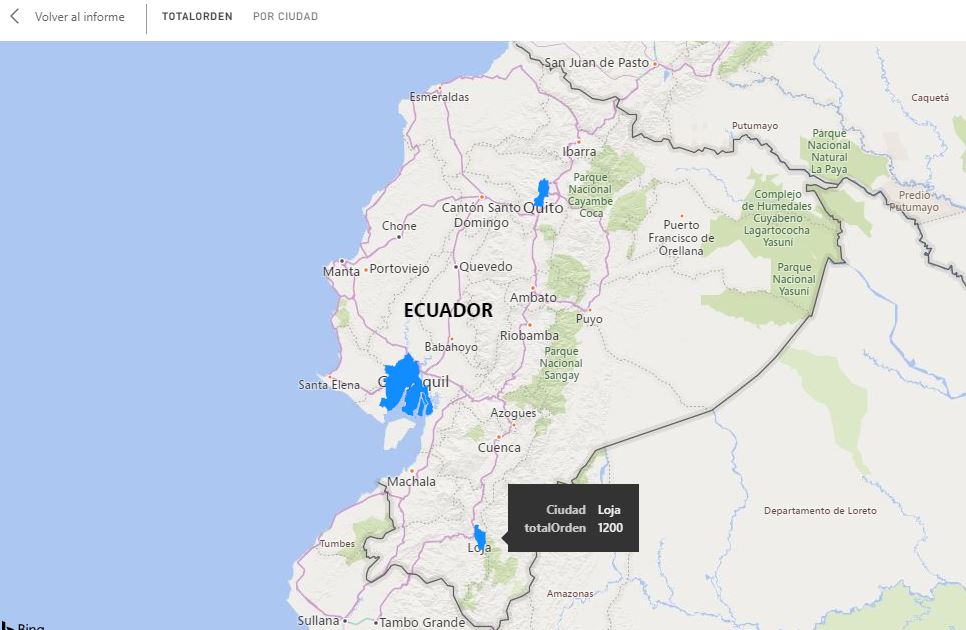 Volver al informe
TOTALORDEN
POR CIUDAD
San Juan de Pasto
Esmeraldas
Caquetá
Putumayo
Ibarra
Parque
Nacional
Natural
La Paya
Parque
Nacional
Cayambe
Coca
Cantón Santo
Domingo
Quito
Complejo
de Humedales
Cuyabeno
Lagartococha
Yasuni
Predio
Putumayo
Chone
Puerto
Francisco de
Orellana
Manta
Portoviejo
Quevedo
Parque
Nacional
Yasuni
Ambato
ECUADOR
Puyo
Riobamba
Babahoyo
Parque
Nacional
Sangay
Santa Elena
Azogues
Cuenca
Machala
Ciudad Loja
totalOrden 1200
Departamento de Loreto
Tumbes
Loja
Amazonas
Sullana
Tambo Grande
Bing